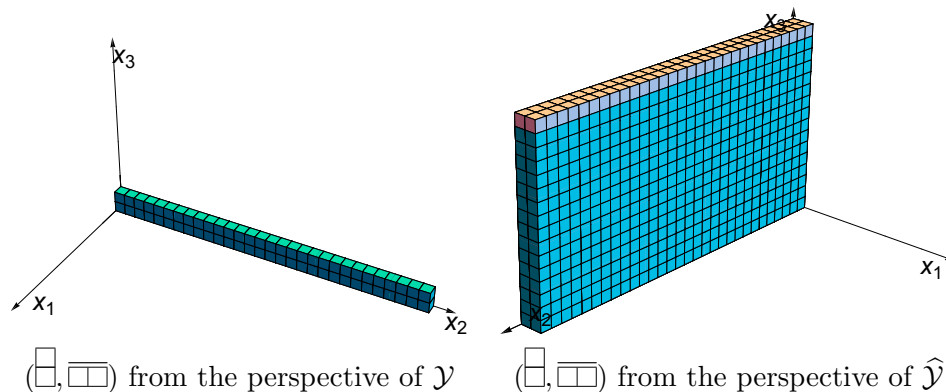 x₃
x₁
x₂
x₃
x₁
x₂
(□□, □□) from the perspective of 𝒴
(□□, □□) from the perspective of 𝒴̂